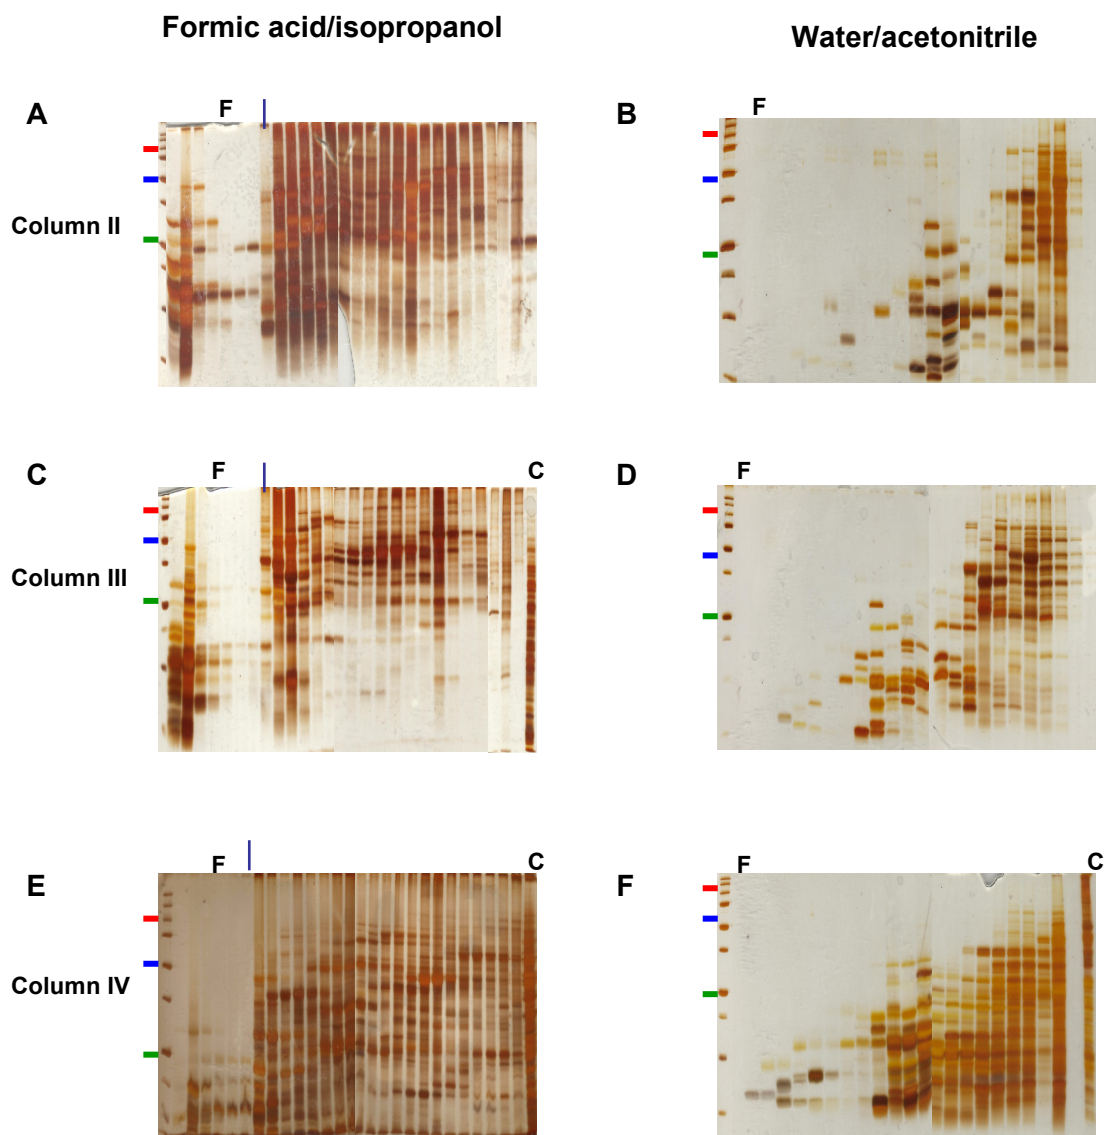 Formic acid/isopropanol
Water/acetonitrile
A
F
B
F
Column II
C
F
C
D
F
Column III
E
F
C
F
F
C
Column IV